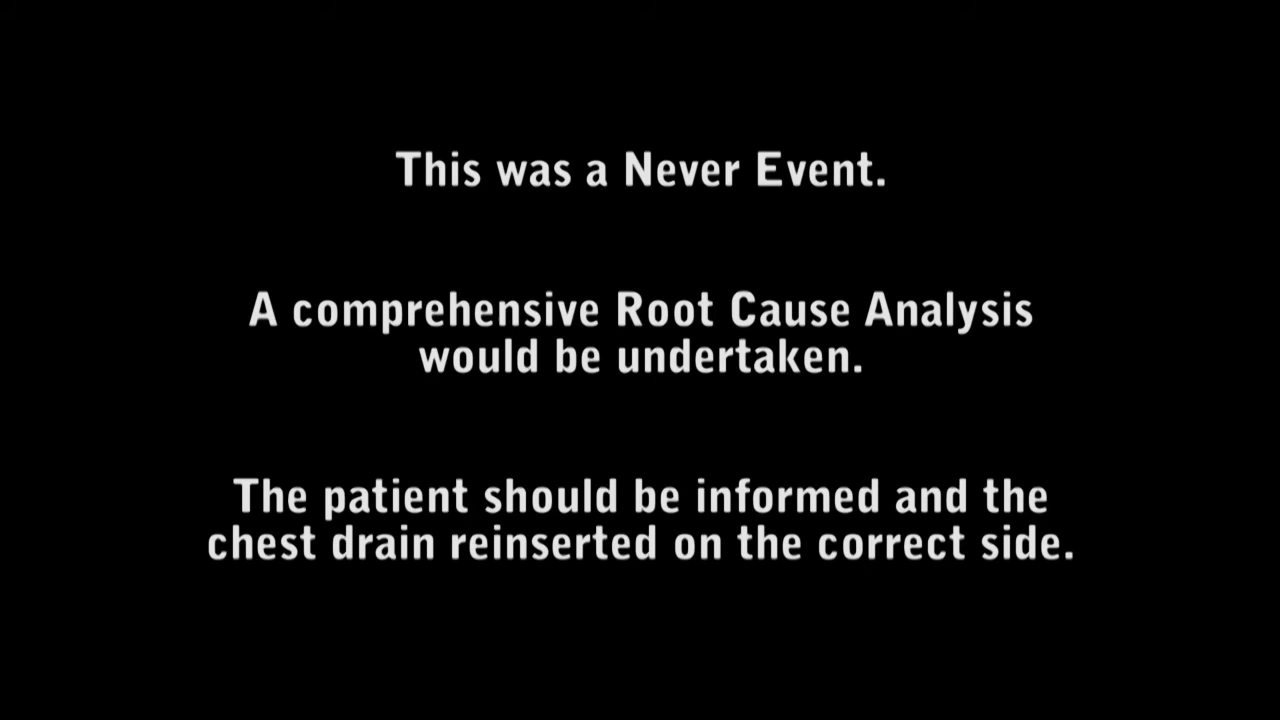 This was a Never Event.
A comprehensive Root Cause Analysis
would be undertaken.
The patient should be informed and the
chest drain reinserted on the correct side.